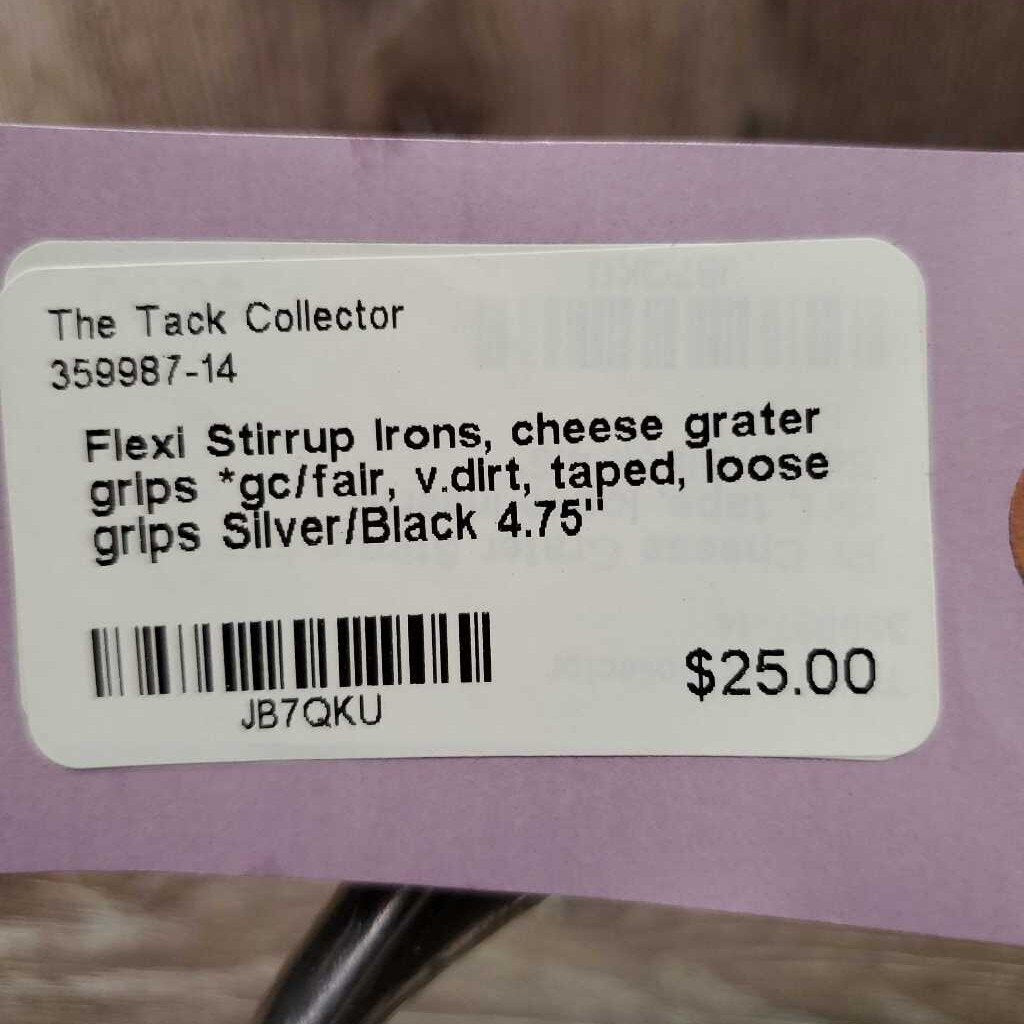 The Tack Collector
359987-14
Flexi Stirrup Irons, cheese grater
grips *gc/fair, v.dirt, taped, loose
grips Silver/Black 4.75"
JB7QKU
$25.00